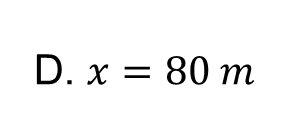 D. x = 80 m